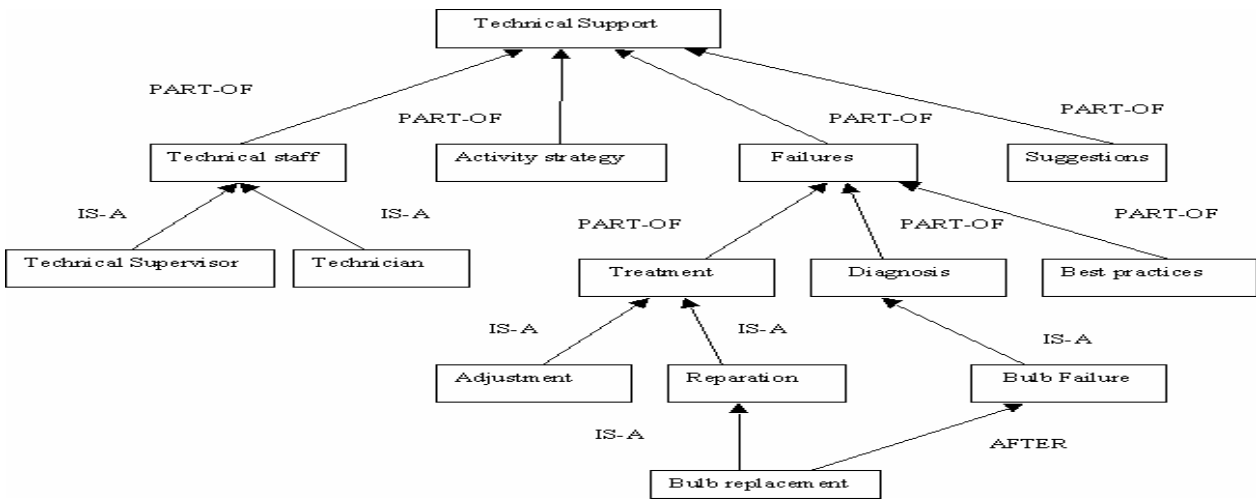 Technical Support
PART-OF
PART-OF
PART-OF
PART-OF
Technical staff
Activity strategy
Failures
Suggestions
IS-A
IS-A
PART-OF
PART-OF
PART-OF
Technical Supervisor
Technician
Treatment
Diagnosis
Best practices
IS-A
IS-A
IS-A
Adjustment
Reparation
Bulb Failure
IS-A
AFTER
Bulb replacement